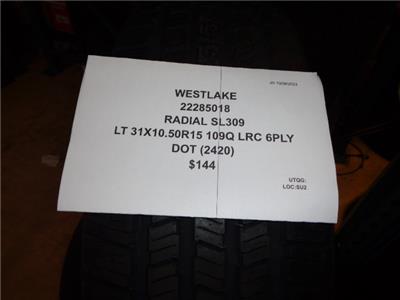 WESTLAKE
22285018
RADIAL SL309
LT 31X10.50R15 109Q LRC 6PLY
DOT (2420)
$144
UTQG:
LOC:SU2